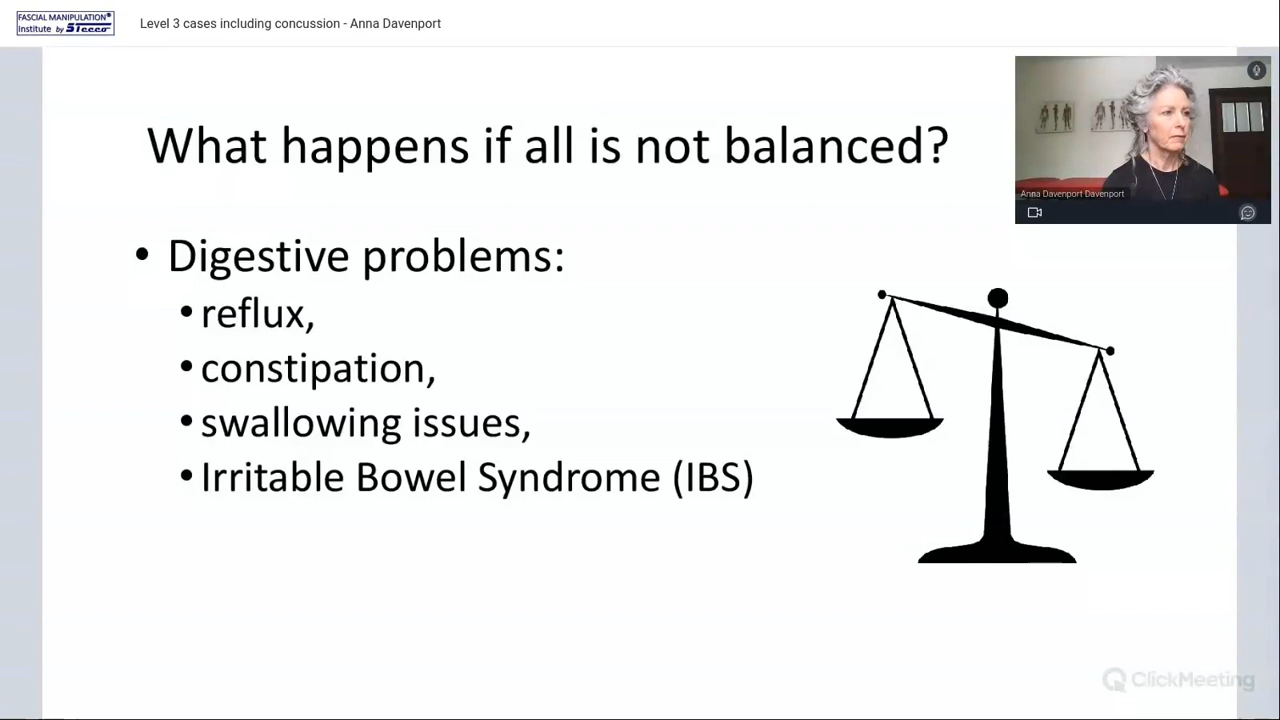 FASCIAL MANIPULATION®
Institute by Stecco
Level 3 cases including concussion - Anna Davenport
What happens if all is not balanced?
Anna Davenport Davenport
• Digestive problems:
• reflux,
• constipation,
• swallowing issues,
• Irritable Bowel Syndrome (IBS)
ClickMeeting